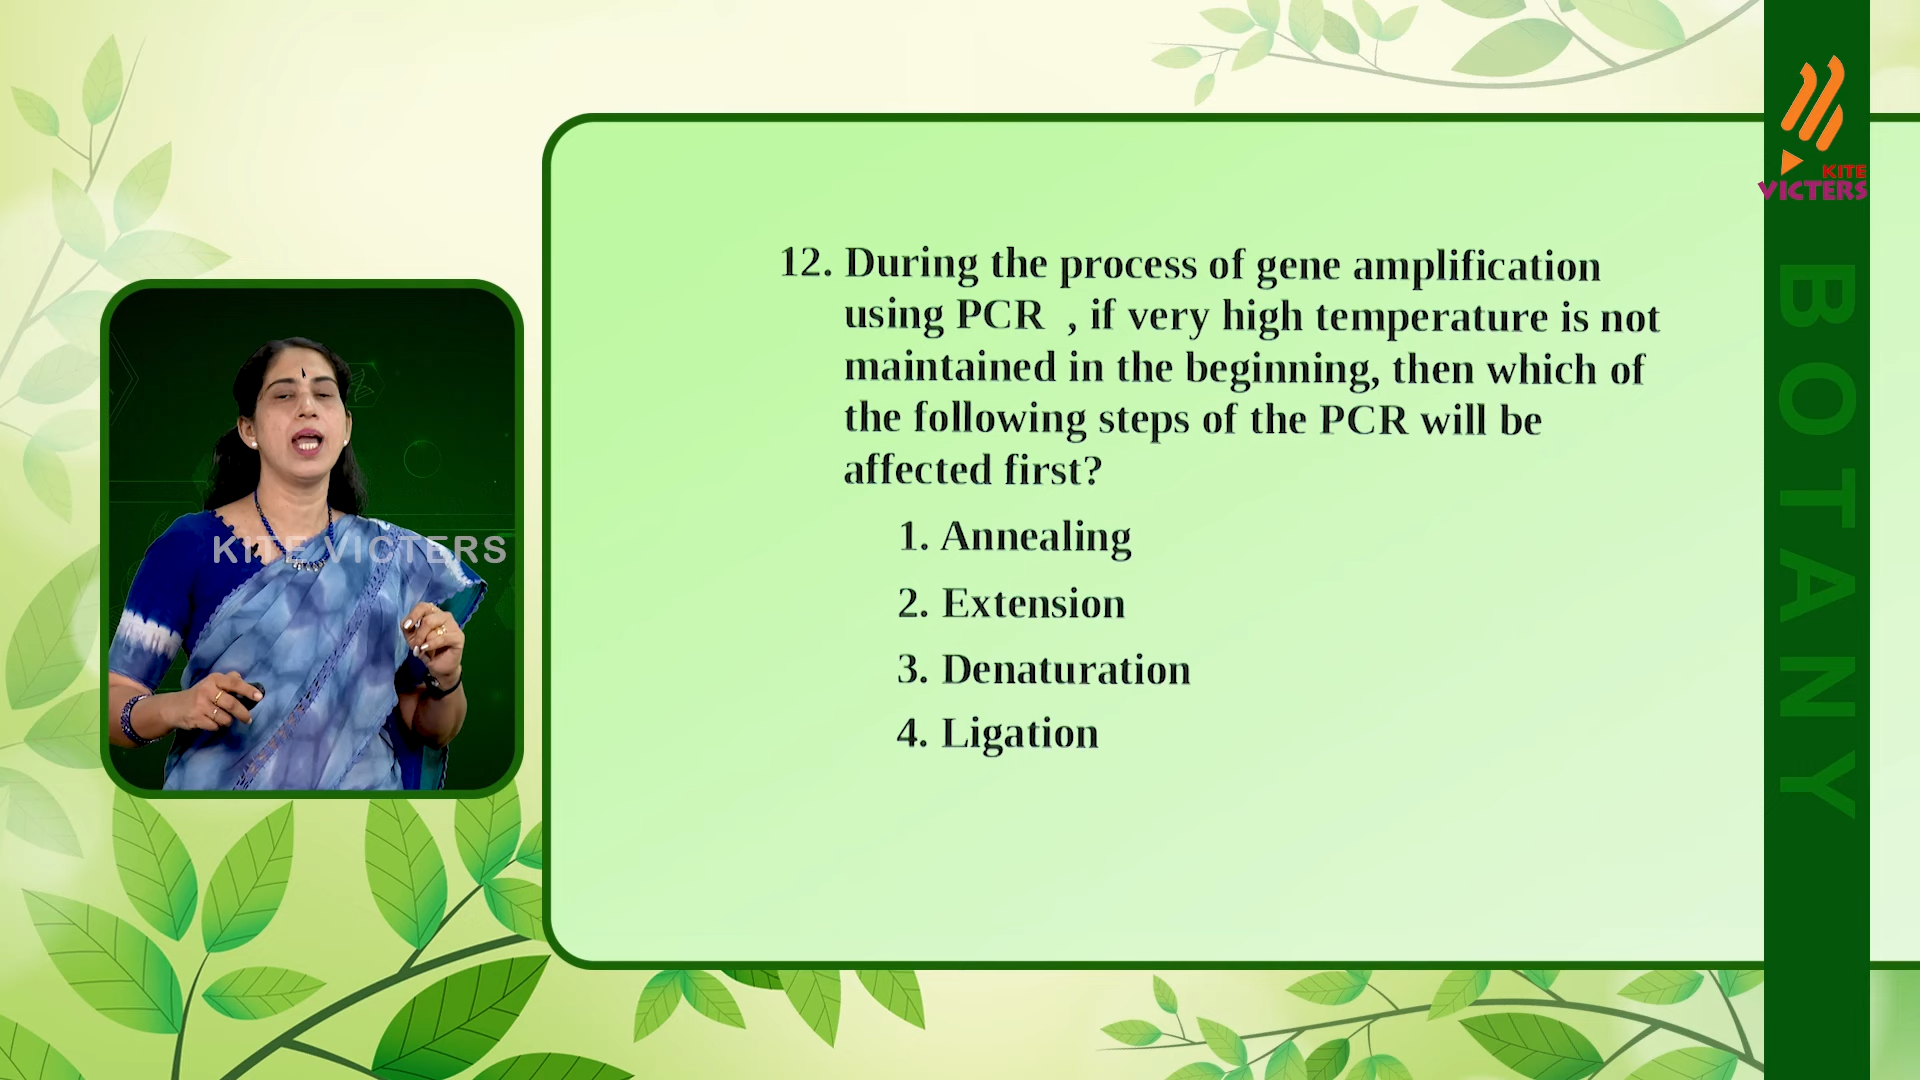 12. During the process of gene amplification
using PCR , if very high temperature is not
maintained in the beginning, then which of
the following steps of the PCR will be
affected first?
1. Annealing
2. Extension
3. Denaturation
4. Ligation
KITE VICTERS
KITE
VICTERS
BOTANY